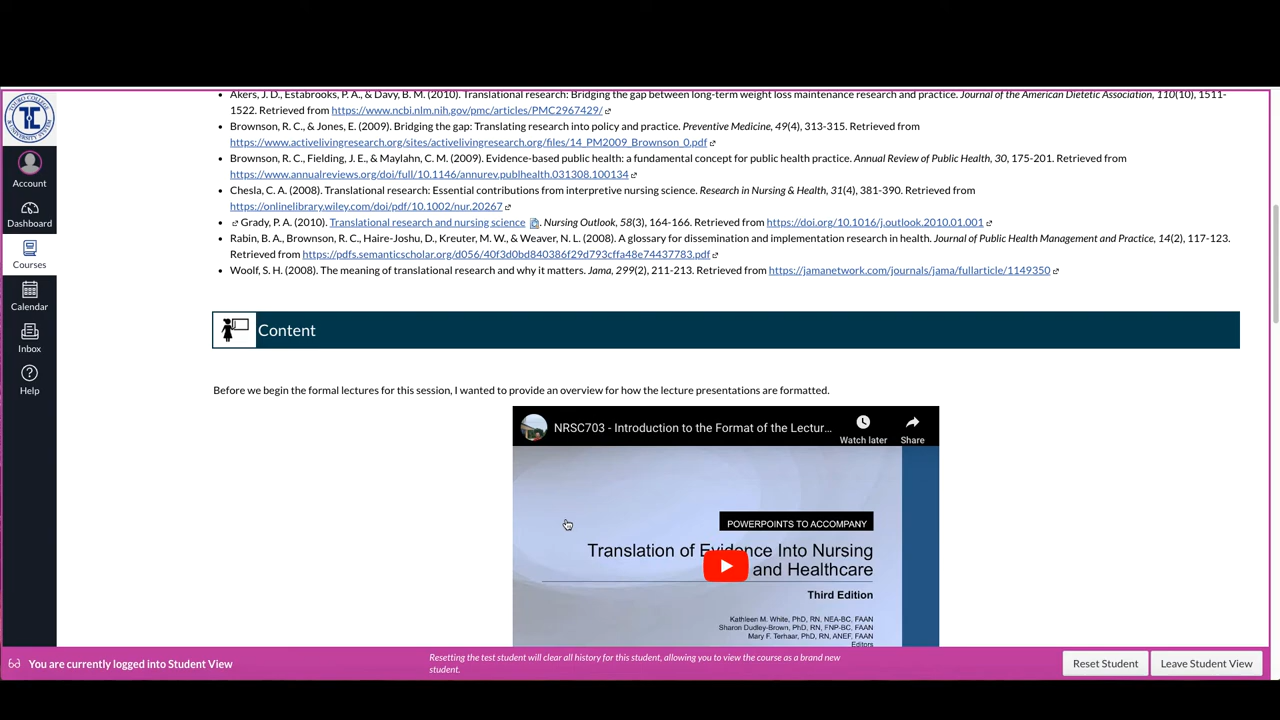 Akers, J. D., Estabrooks, P. A., & Davy, B. M. (2010). Translational research: Bridging the gap between long-term weight loss maintenance research and practice. Journal of the American Dietetic Association, 110(10), 1511-
1522. Retrieved from https://www.ncbi.nlm.nih.gov/pmc/articles/PMC2967429/
Brownson, R. C., & Jones, E. (2009). Bridging the gap: Translating research into policy and practice. Preventive Medicine, 49(4), 313-315. Retrieved from
https://www.activelivingresearch.org/sites/activelivingresearch.org/files/14_PM2009_Brownson_0.pdf
Brownson, R. C., Fielding, J. E., & Maylahn, C. M. (2009). Evidence-based public health: a fundamental concept for public health practice. Annual Review of Public Health, 30, 175-201. Retrieved from
https://www.annualreviews.org/doi/full/10.1146/annurev.publhealth.031308.100134
Chesla, C. A. (2008). Translational research: Essential contributions from interpretive nursing science. Research in Nursing & Health, 31(4), 381-390. Retrieved from
https://onlinelibrary.wiley.com/doi/pdf/10.1002/nur.20267
Grady, P. A. (2010). Translational research and nursing science. Nursing Outlook, 58(3), 164-166. Retrieved from https://doi.org/10.1016/j.outlook.2010.01.001
Rabin, B. A., Brownson, R. C., Haire-Joshu, D., Kreuter, M. W., & Weaver, N. L. (2008). A glossary for dissemination and implementation research in health. Journal of Public Health Management and Practice, 14(2), 117-123.
Retrieved from https://pdfs.semanticscholar.org/d056/40f3d0bd840386f29d793cffa48e74437783.pdf
Woolf, S. H. (2008). The meaning of translational research and why it matters. Jama, 299(2), 211-213. Retrieved from https://jamanetwork.com/journals/jama/fullarticle/1149350
Account
Dashboard
Courses
Calendar
Inbox
Help
Content
Before we begin the formal lectures for this session, I wanted to provide an overview for how the lecture presentations are formatted.
NRSC703 - Introduction to the Format of the Lectur...
Watch later
Share
POWERPOINTS TO ACCOMPANY
Translation of Evidence Into Nursing
and Healthcare
Third Edition
Kathleen M. White, PhD, RN, NEA-BC, FAAN
Sharon Dudley-Brown, PhD, RN, FNP-BC, FAAN
Mary F. Terhaar, PhD, RN, ANEF, FAAN
Editors
You are currently logged into Student View
Resetting the test student will clear all history for this student, allowing you to view the course as a brand new
student.
Reset Student
Leave Student View